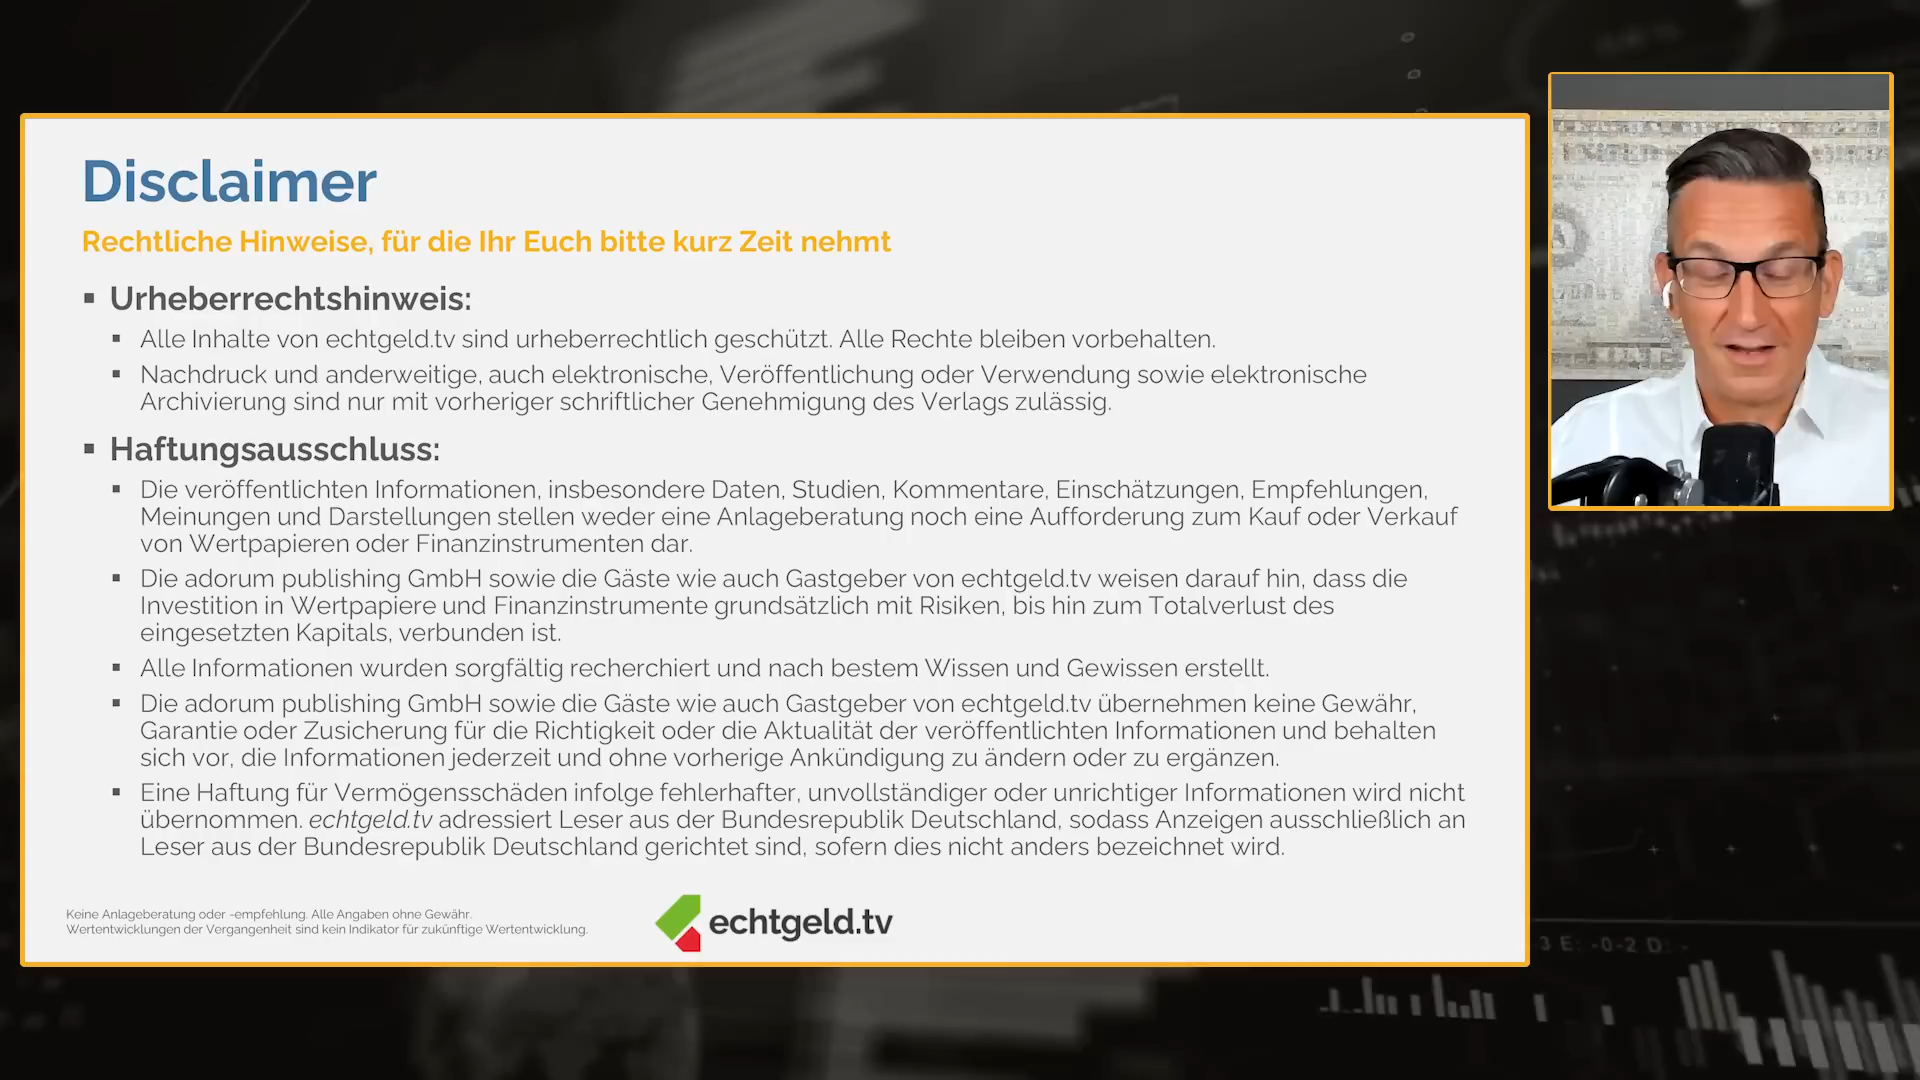 Disclaimer
Rechtliche Hinweise, für die Ihr Euch bitte kurz Zeit nehmt
▪ Urheberrechtshinweis:
▪ Alle Inhalte von echtgeld.tv sind urheberrechtlich geschützt. Alle Rechte bleiben vorbehalten.
▪ Nachdruck und anderweitige, auch elektronische, Veröffentlichung oder Verwendung sowie elektronische
Archivierung sind nur mit vorheriger schriftlicher Genehmigung des Verlags zulässig.
▪ Haftungsausschluss:
▪ Die veröffentlichten Informationen, insbesondere Daten, Studien, Kommentare, Einschätzungen, Empfehlungen,
Meinungen und Darstellungen stellen weder eine Anlageberatung noch eine Aufforderung zum Kauf oder Verkauf
von Wertpapieren oder Finanzinstrumenten dar.
▪ Die adorum publishing GmbH sowie die Gäste wie auch Gastgeber von echtgeld.tv weisen darauf hin, dass die
Investition in Wertpapiere und Finanzinstrumente grundsätzlich mit Risiken, bis hin zum Totalverlust des
eingesetzten Kapitals, verbunden ist.
▪ Alle Informationen wurden sorgfältig recherchiert und nach bestem Wissen und Gewissen erstellt.
▪ Die adorum publishing GmbH sowie die Gäste wie auch Gastgeber von echtgeld.tv übernehmen keine Gewähr,
Garantie oder Zusicherung für die Richtigkeit oder die Aktualität der veröffentlichten Informationen und behalten
sich vor, die Informationen jederzeit und ohne vorherige Ankündigung zu ändern oder zu ergänzen.
▪ Eine Haftung für Vermögensschäden infolge fehlerhafter, unvollständiger oder unrichtiger Informationen wird nicht
übernommen. echtgeld.tv adressiert Leser aus der Bundesrepublik Deutschland, sodass Anzeigen ausschließlich an
Leser aus der Bundesrepublik Deutschland gerichtet sind, sofern dies nicht anders bezeichnet wird.
Keine Anlageberatung oder -empfehlung. Alle Angaben ohne Gewähr.
Wertentwicklungen der Vergangenheit sind kein Indikator für zukünftige Wertentwicklung.
echtgeld.tv